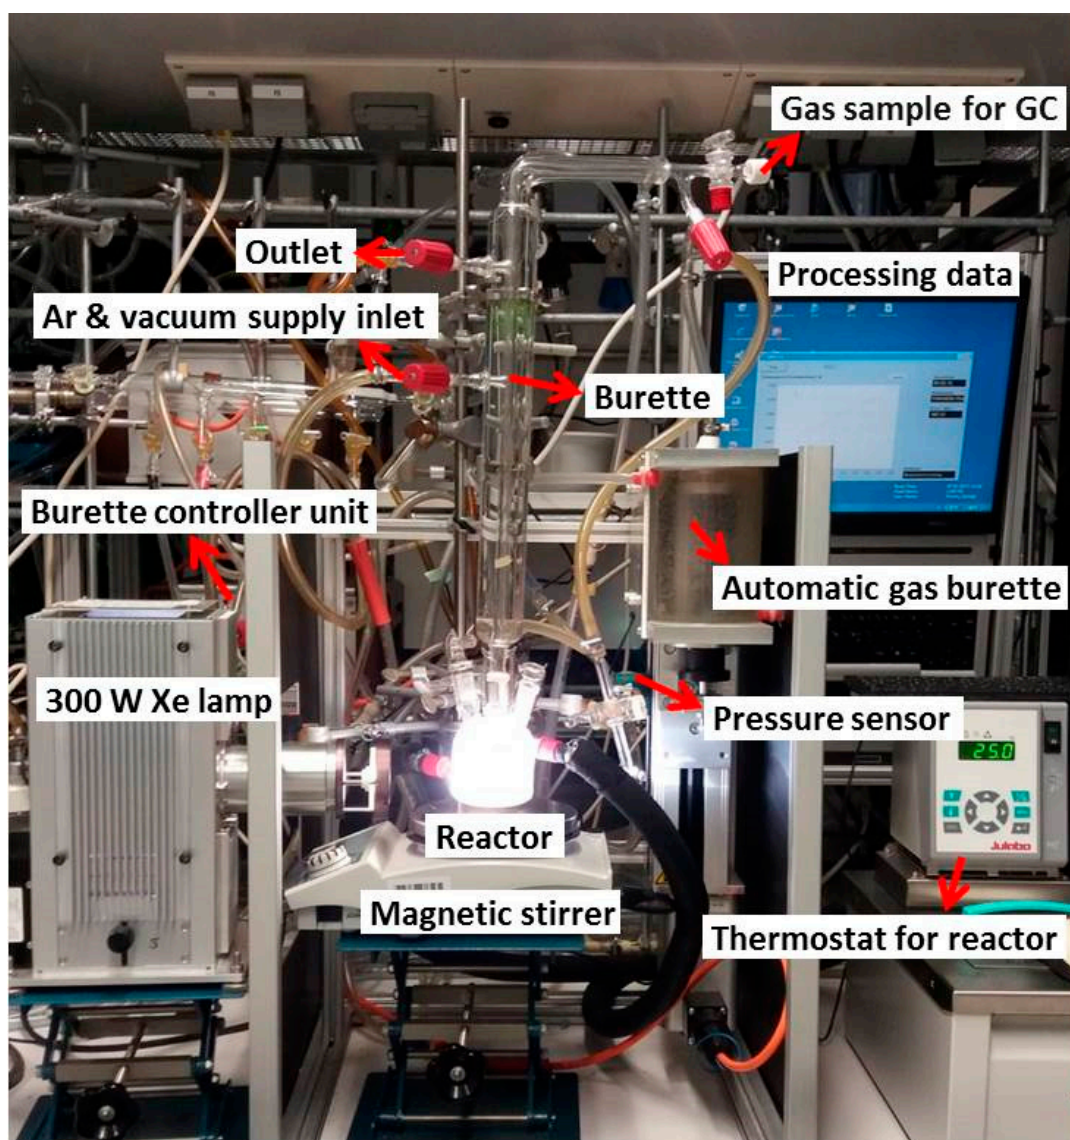 Gas sample for GC
Outlet
Processing data
Ar & vacuum supply inlet
Burette
Burette controller unit
Automatic gas burette
300 W Xe lamp
Pressure sensor
25.0
Reactor
Julabo
Magnetic stirrer
Thermostat for reactor